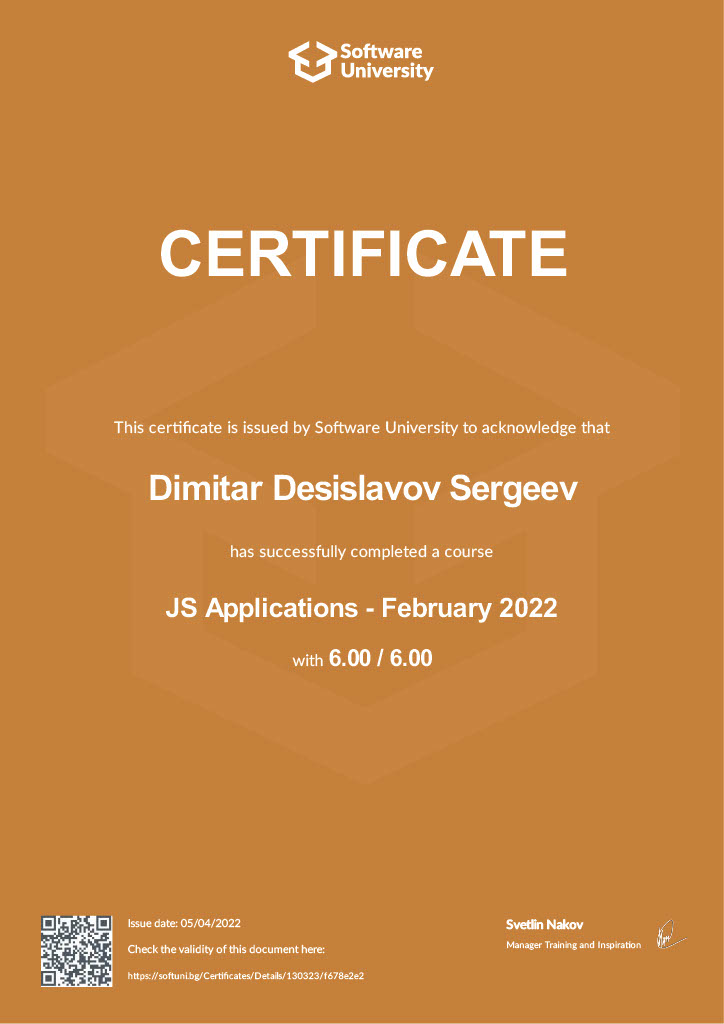 Software
University
CERTIFICATE
This certificate is issued by Software University to acknowledge that
Dimitar Desislavov Sergeev
has successfully completed a course
JS Applications - February 2022
with 6.00 / 6.00
Issue date: 05/04/2022
Check the validity of this document here:
https://softuni.bg/Certificates/Details/130323/f678e2e2
Svetlin Nakov
Manager Training and Inspiration